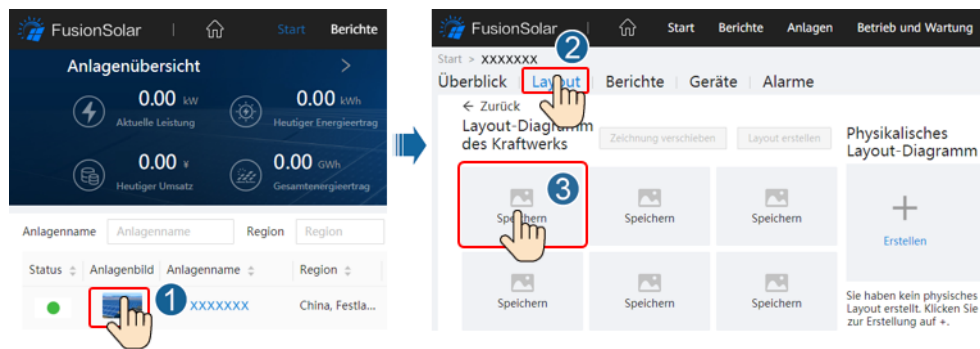 FusionSolar
Start Berichte
Anlagenübersicht >
0.00 kW
Aktuelle Leistung
0.00 kWh
Heutiger Energieertrag
0.00 ¥
Heutiger Umsatz
0.00 GWh
Gesamtenergieertrag
Anlagenname Anlagenname Region Region
Status Anlagenbild Anlagenname Region
1 XXXXXXX China, Festla...
FusionSolar Start Berichte Anlagen Betrieb und Wartung
Start > XXXXXXX
2
Überblick Layout Berichte Geräte Alarme
← Zurück
Layout-Diagramm
des Kraftwerks
Zeichnung verschieben Layout erstellen
3
Speichern Speichern Speichern
Speichern Speichern Speichern
Physikalisches
Layout-Diagramm
+
Erstellen
Sie haben kein physisches
Layout erstellt. Klicken Sie
zur Erstellung auf +.